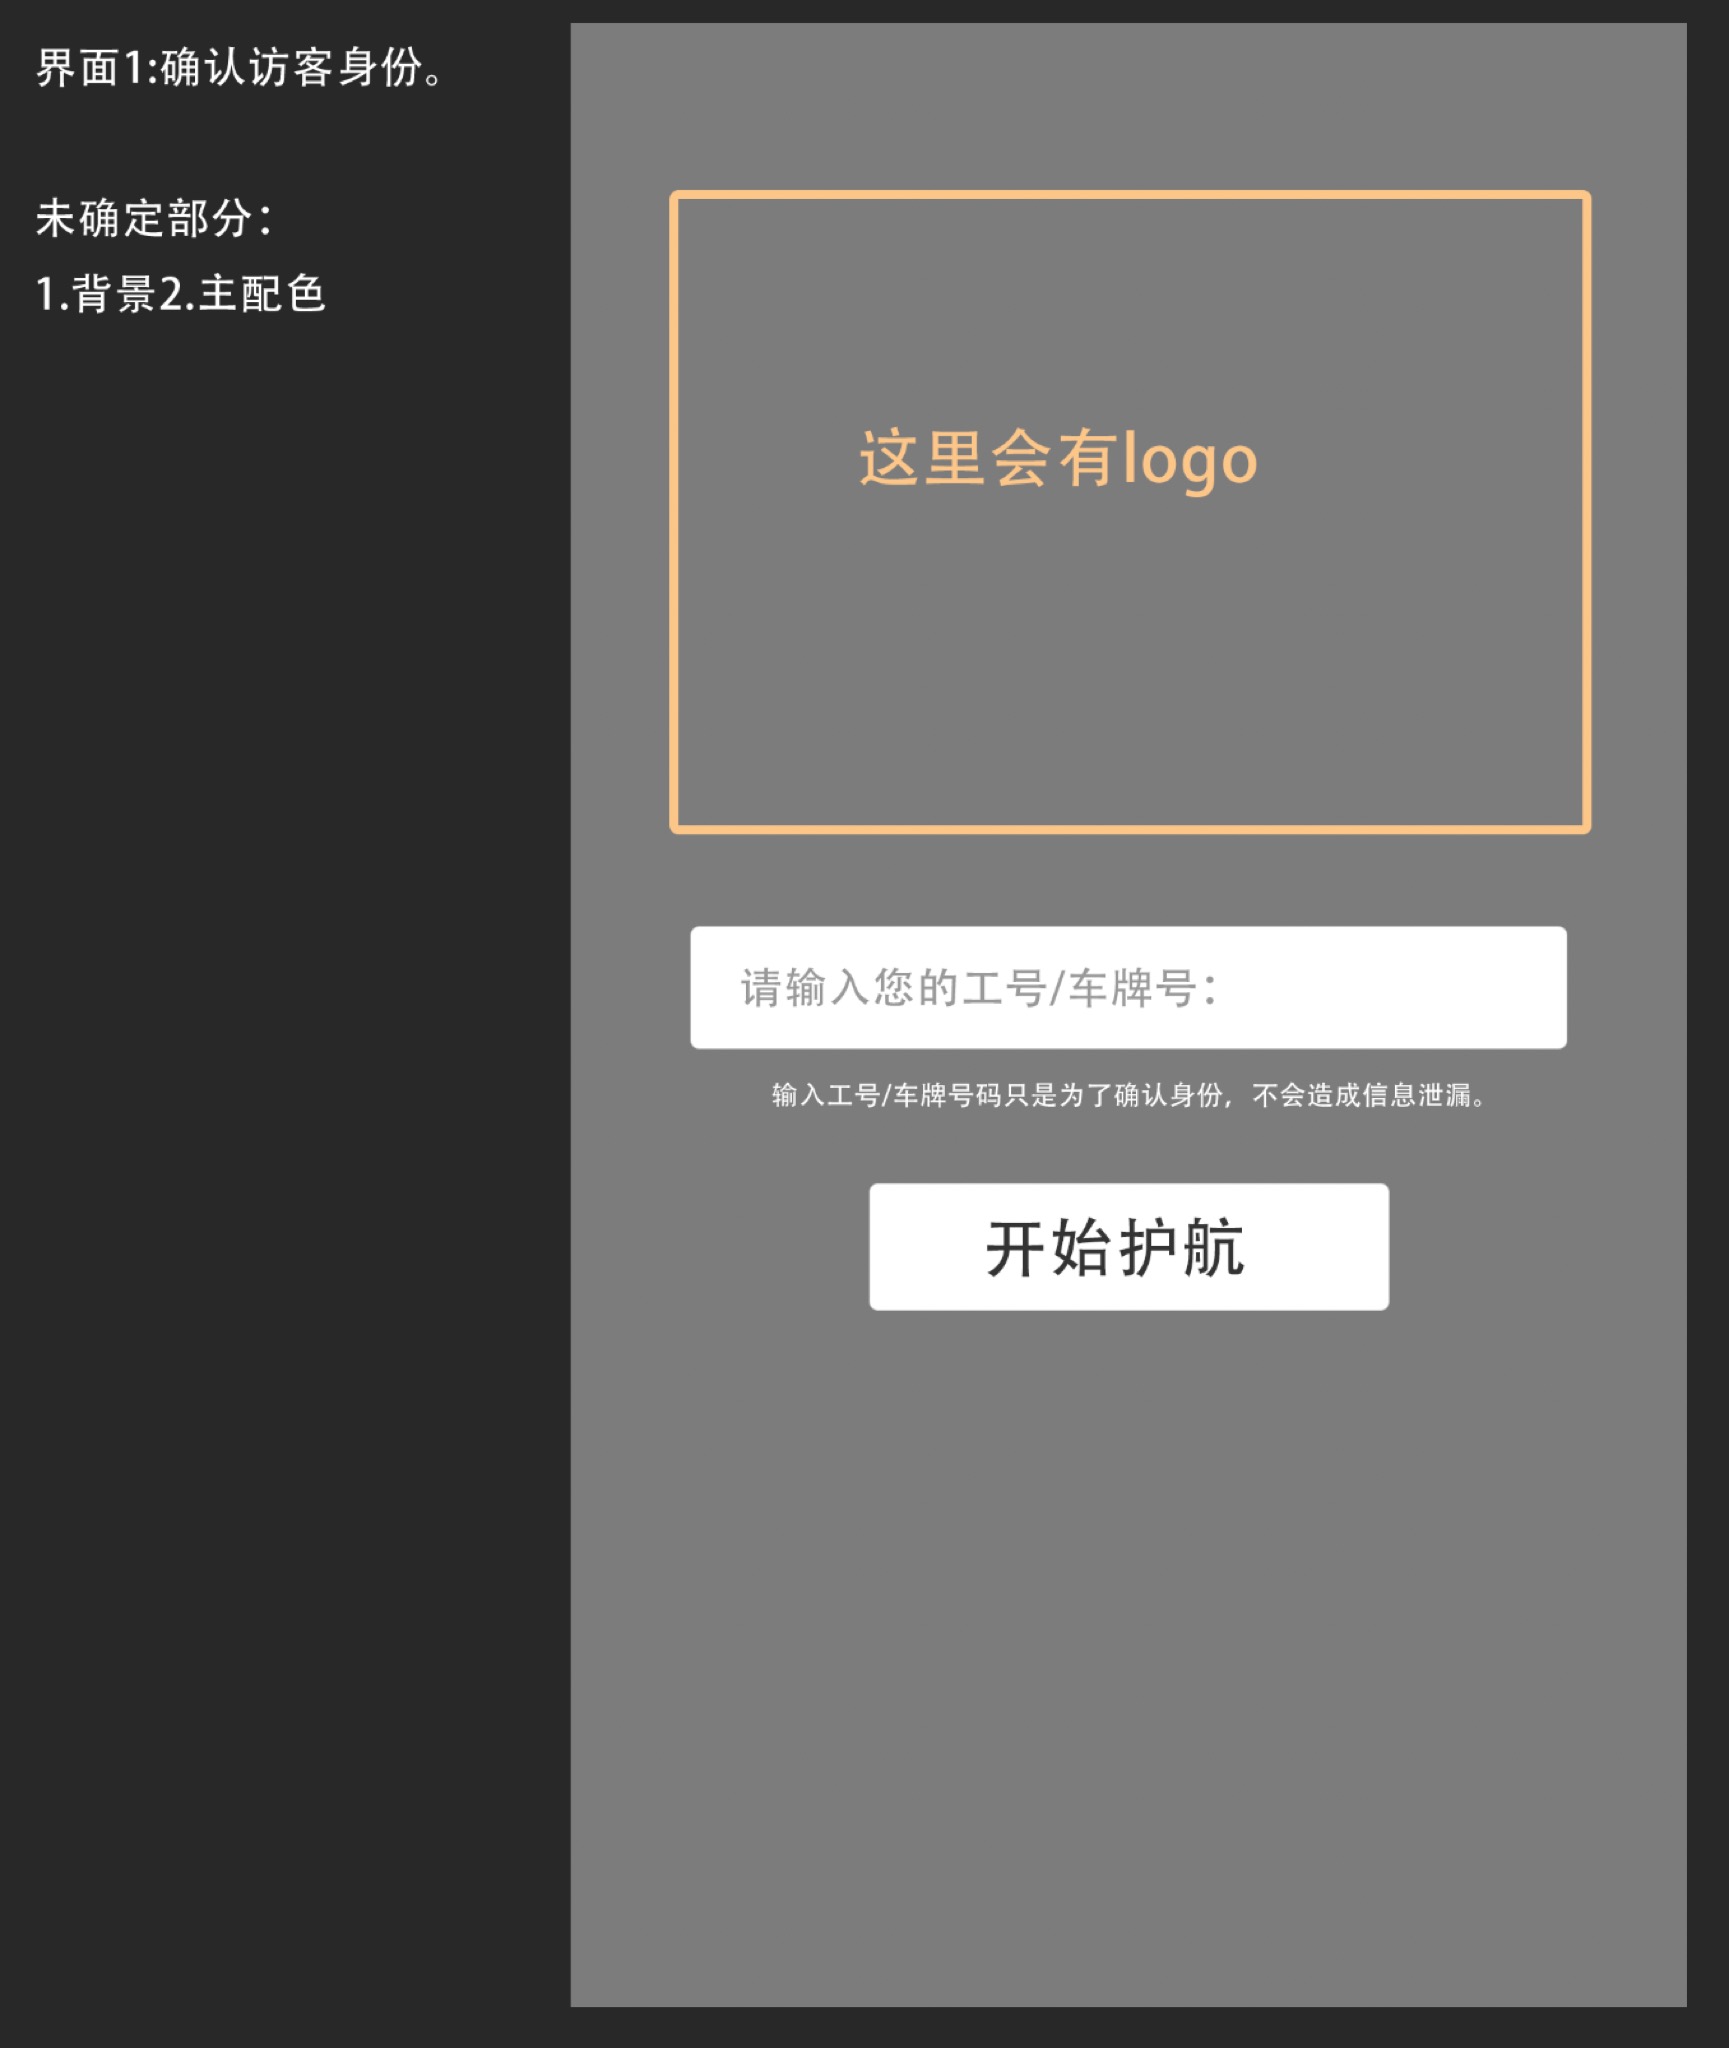 界面1:确认访客身份。
未确定部分：
1.背景2.主配色
这里会有logo
请输入您的工号/车牌号：
输入工号/车牌号码只是为了确认身份，不会造成信息泄漏。
开始护航